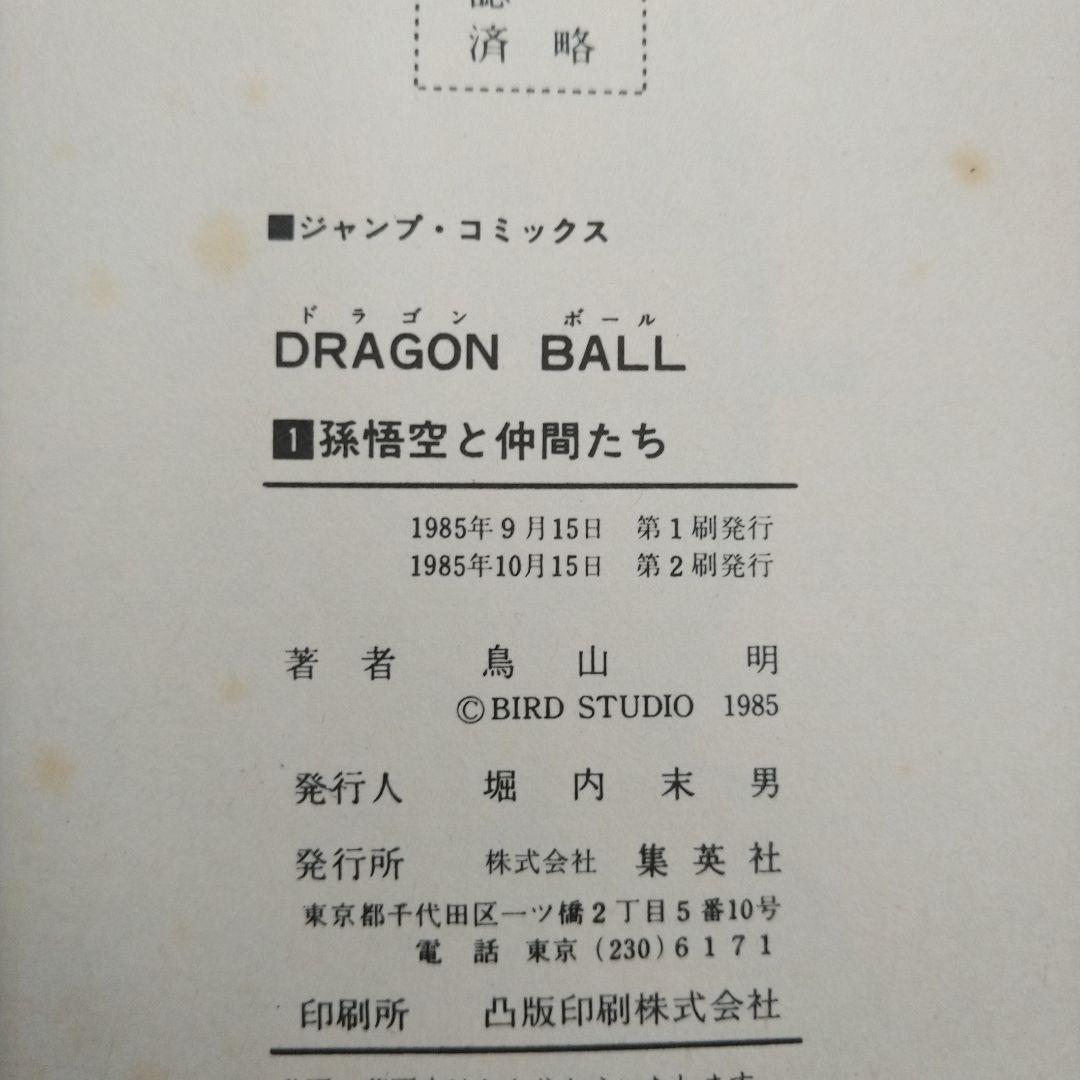 済 略
■ジャンプ・コミックス
ドラゴン ボール
DRAGON BALL
1 孫悟空と仲間たち
1985年9月15日 第1刷発行
1985年10月15日 第2刷発行
著者 鳥山 明
©BIRD STUDIO 1985
発行人 堀内末男
発行所 株式会社 集英社
東京都千代田区一ツ橋2丁目5番10号
電話 東京(230)6171
印刷所 凸版印刷株式会社